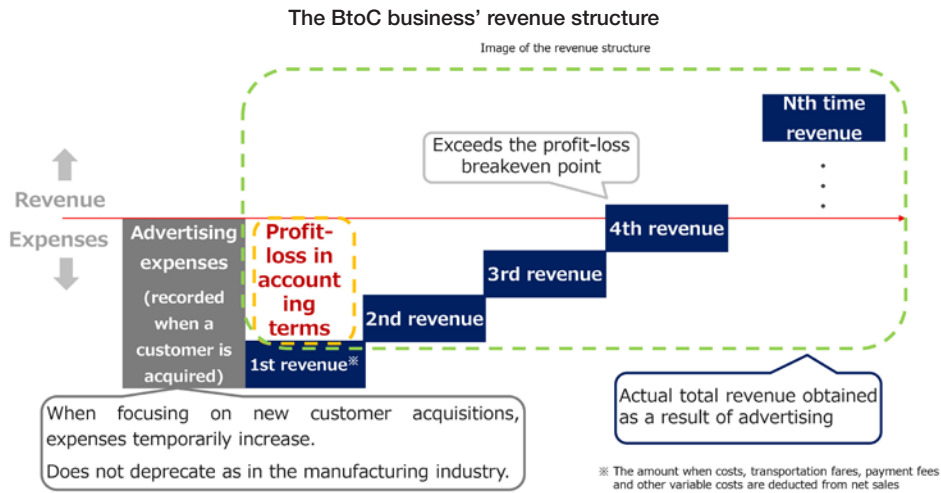 The BtoC business’ revenue structure
Image of the revenue structure
Nth time
revenue
Exceeds the profit-loss
breakeven point
Revenue
Expenses
Advertising
expenses
(recorded
when a
customer is
acquired)
Profit-
loss in
account
ing
terms
1st revenue※
2nd revenue
3rd revenue
4th revenue
When focusing on new customer acquisitions,
expenses temporarily increase.
Does not deprecate as in the manufacturing industry.
Actual total revenue obtained
as a result of advertising
※ The amount when costs, transportation fares, payment fees
and other variable costs are deducted from net sales